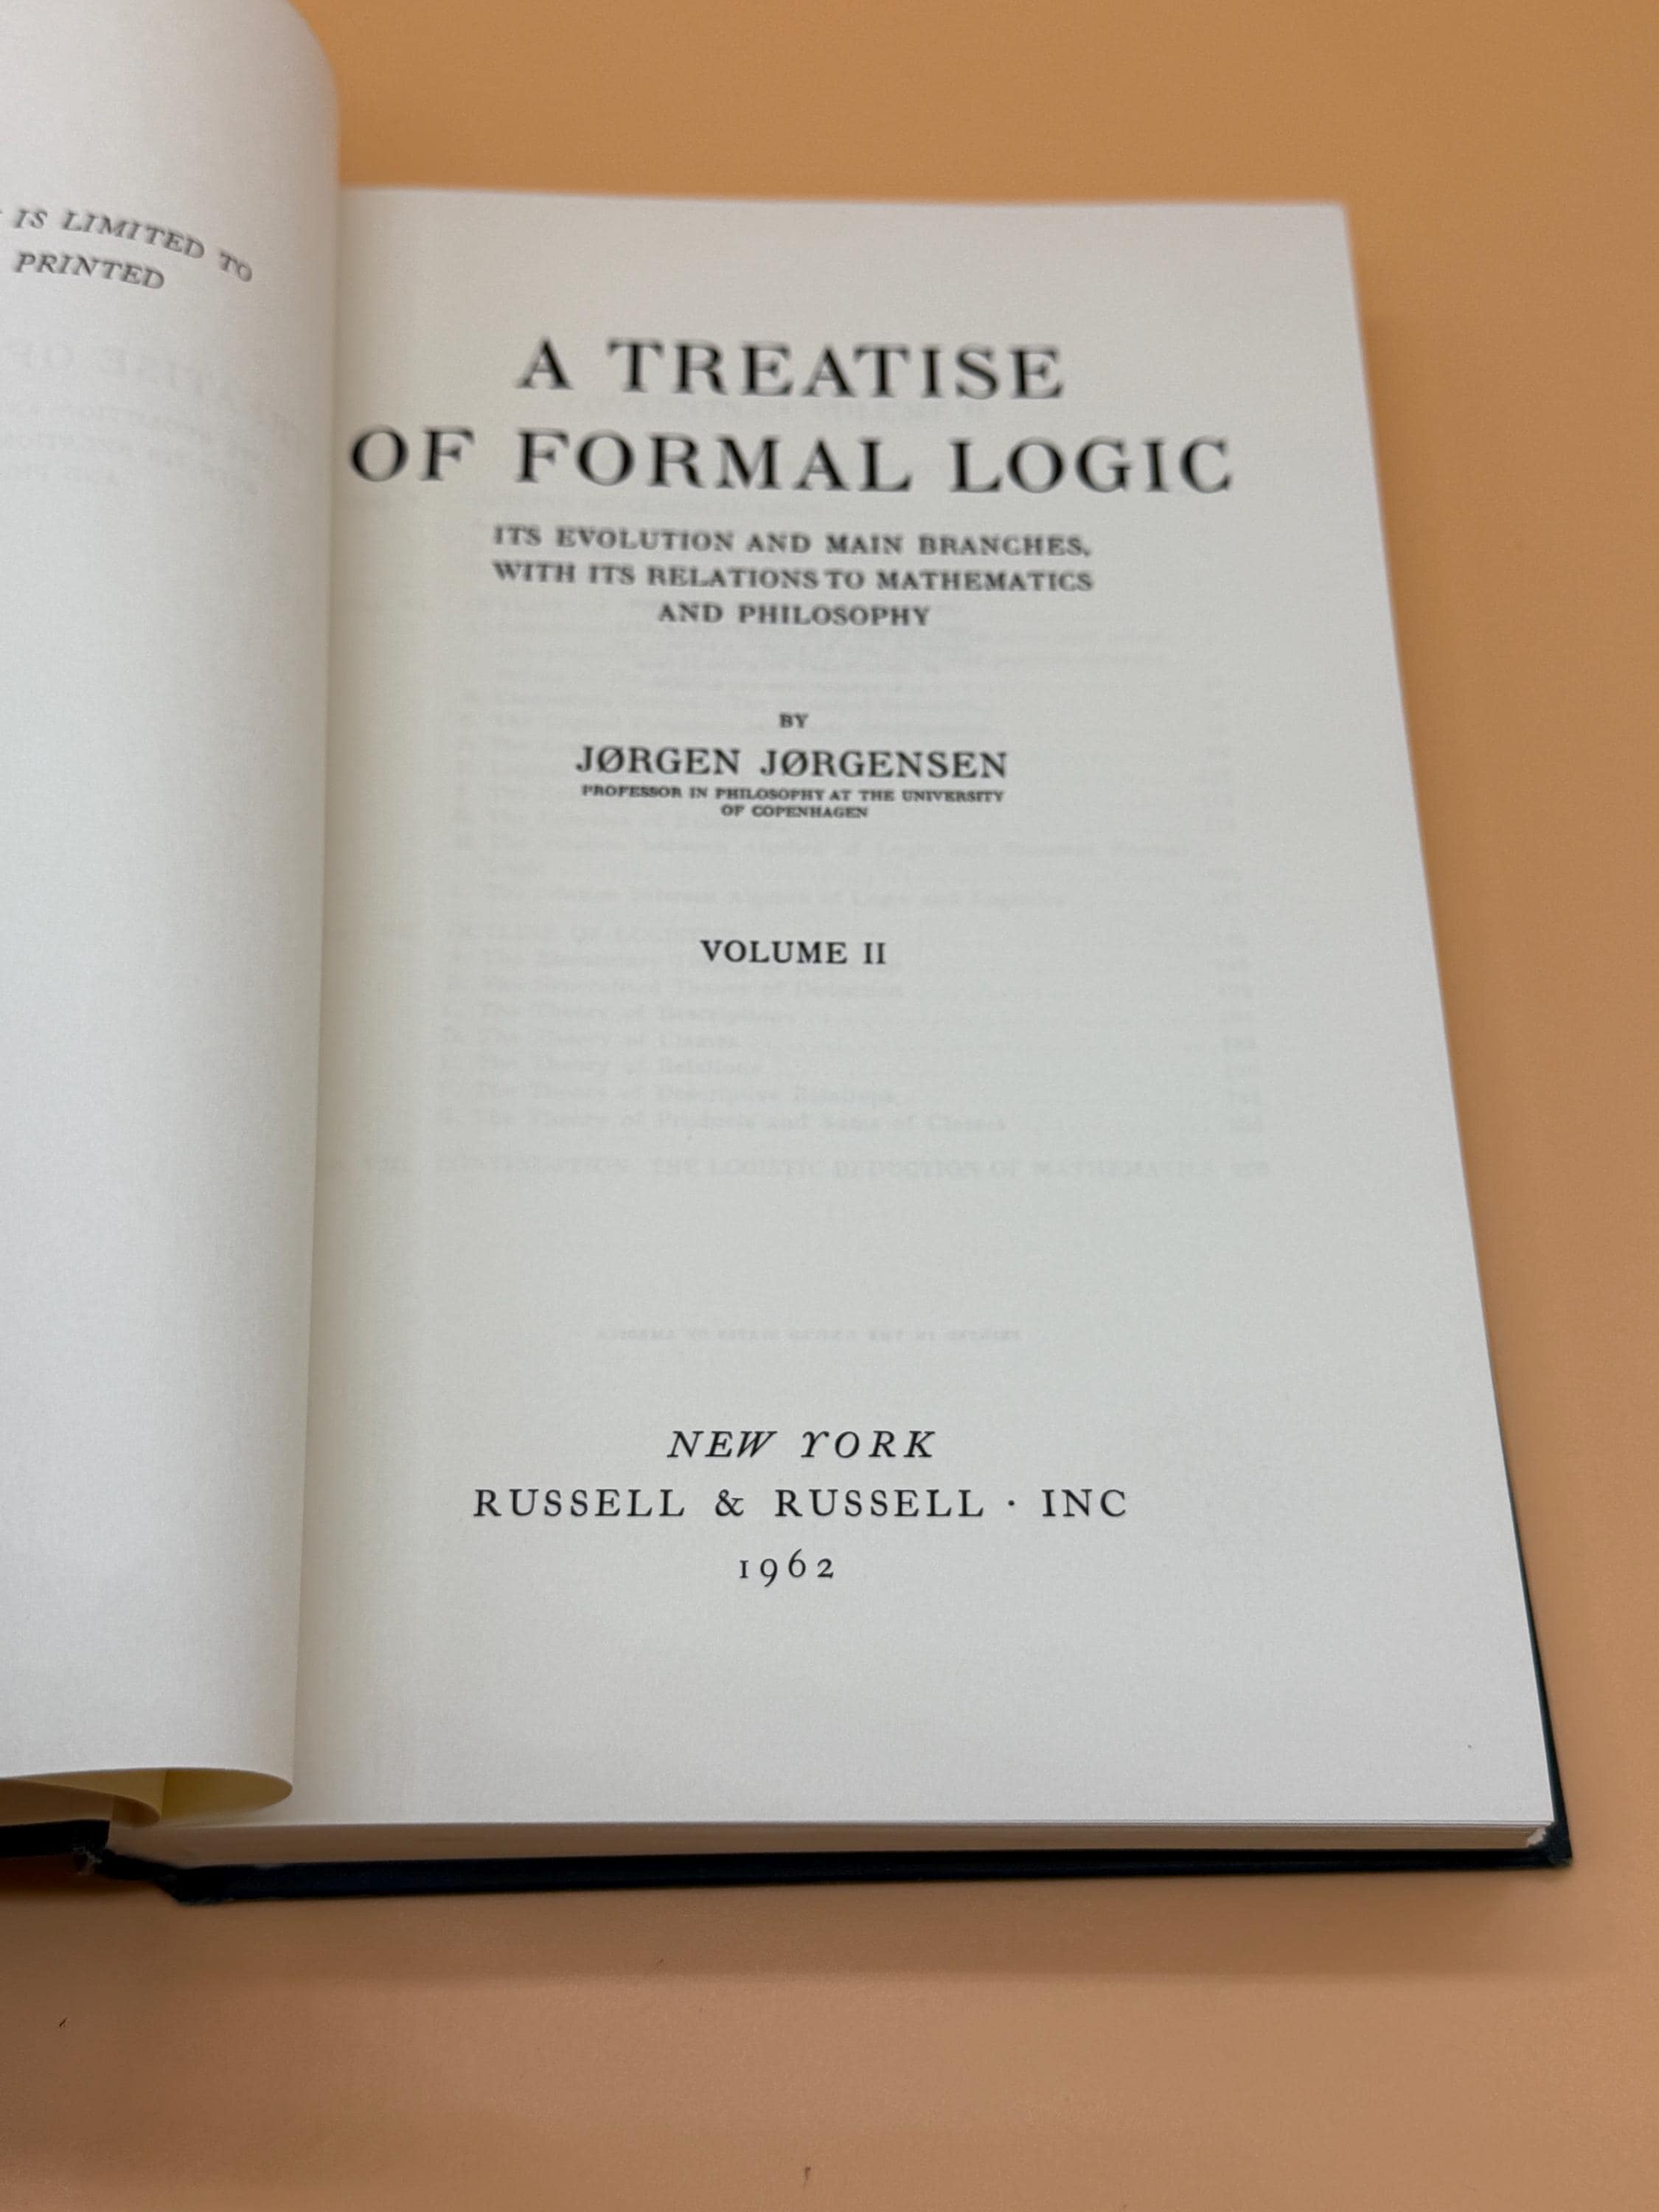 IS LIMITED TO
PRINTED
A TREATISE
OF FORMAL LOGIC
ITS EVOLUTION AND MAIN BRANCHES,
WITH ITS RELATIONS TO MATHEMATICS
AND PHILOSOPHY
BY
JØRGEN JØRGENSEN
PROFESSOR IN PHILOSOPHY AT THE UNIVERSITY
OF COPENHAGEN
VOLUME II
NEW YORK
RUSSELL & RUSSELL · INC
1962